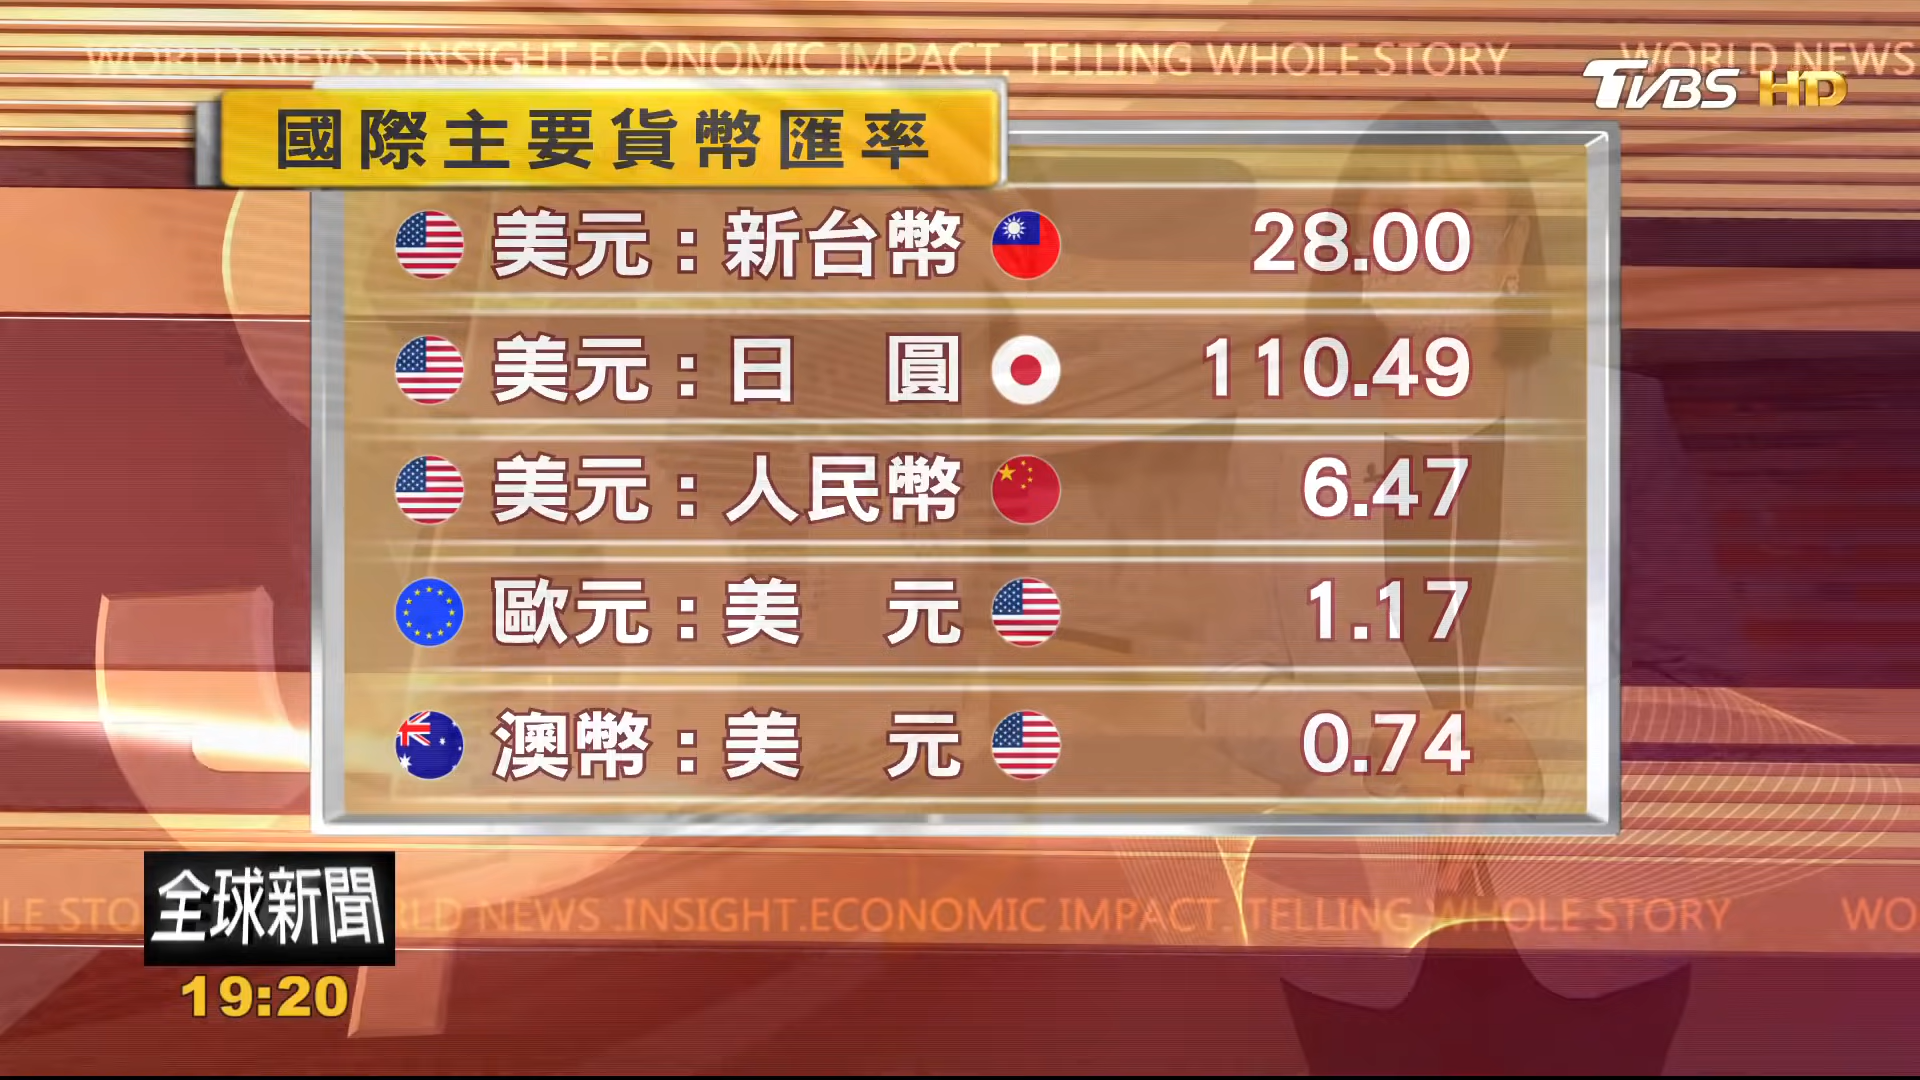 WORLD NEWS .INSIGHT.ECONOMIC IMPACT. TELLING WHOLE STORY WORLD NEWS
TVBS HD
國際主要貨幣匯率
美元：新台幣 28.00
美元：日圓 110.49
美元：人民幣 6.47
歐元：美元 1.17
澳幣：美元 0.74
全球新聞
LE STO RLD NEWS .INSIGHT.ECONOMIC IMPACT. TELLING WHOLE STORY WO
19:20